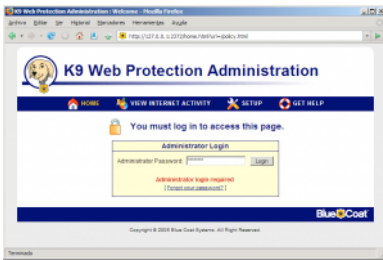 K9 Web Protection Administration : Welcome - Mozilla Firefox
Archivo Editar Ver Historial Marcadores Herramientas Ayuda
K9 Web Protection Administration
HOME VIEW INTERNET ACTIVITY SETUP GET HELP
You must log in to access this page.
Administrator Login
Administrator Password: ******* Login
Administrator login required
[ Forgot your password? ]
Blue Coat
Copyright © 2005 Blue Coat Systems. All Right Reserved.
Terminado